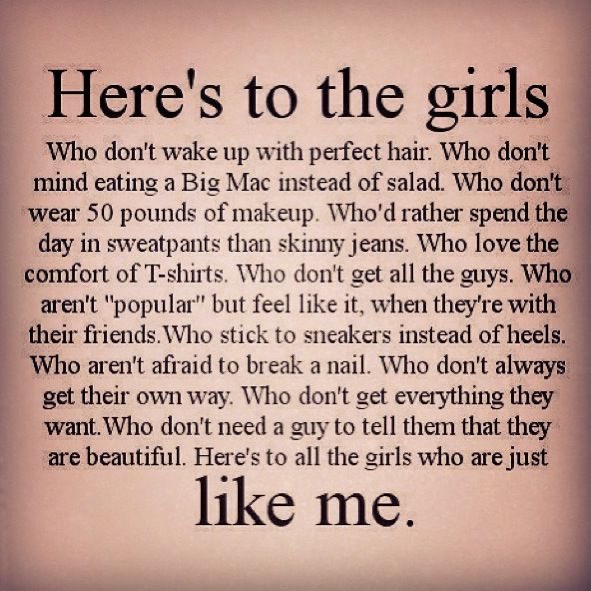 Here's to the girls
Who don't wake up with perfect hair. Who don't
mind eating a Big Mac instead of salad. Who don't
wear 50 pounds of makeup. Who'd rather spend the
day in sweatpants than skinny jeans. Who love the
comfort of T-shirts. Who don't get all the guys. Who
aren't "popular" but feel like it, when they're with
their friends.Who stick to sneakers instead of heels.
Who aren't afraid to break a nail. Who don't always
get their own way. Who don't get everything they
want.Who don't need a guy to tell them that they
are beautiful. Here's to all the girls who are just
like me.